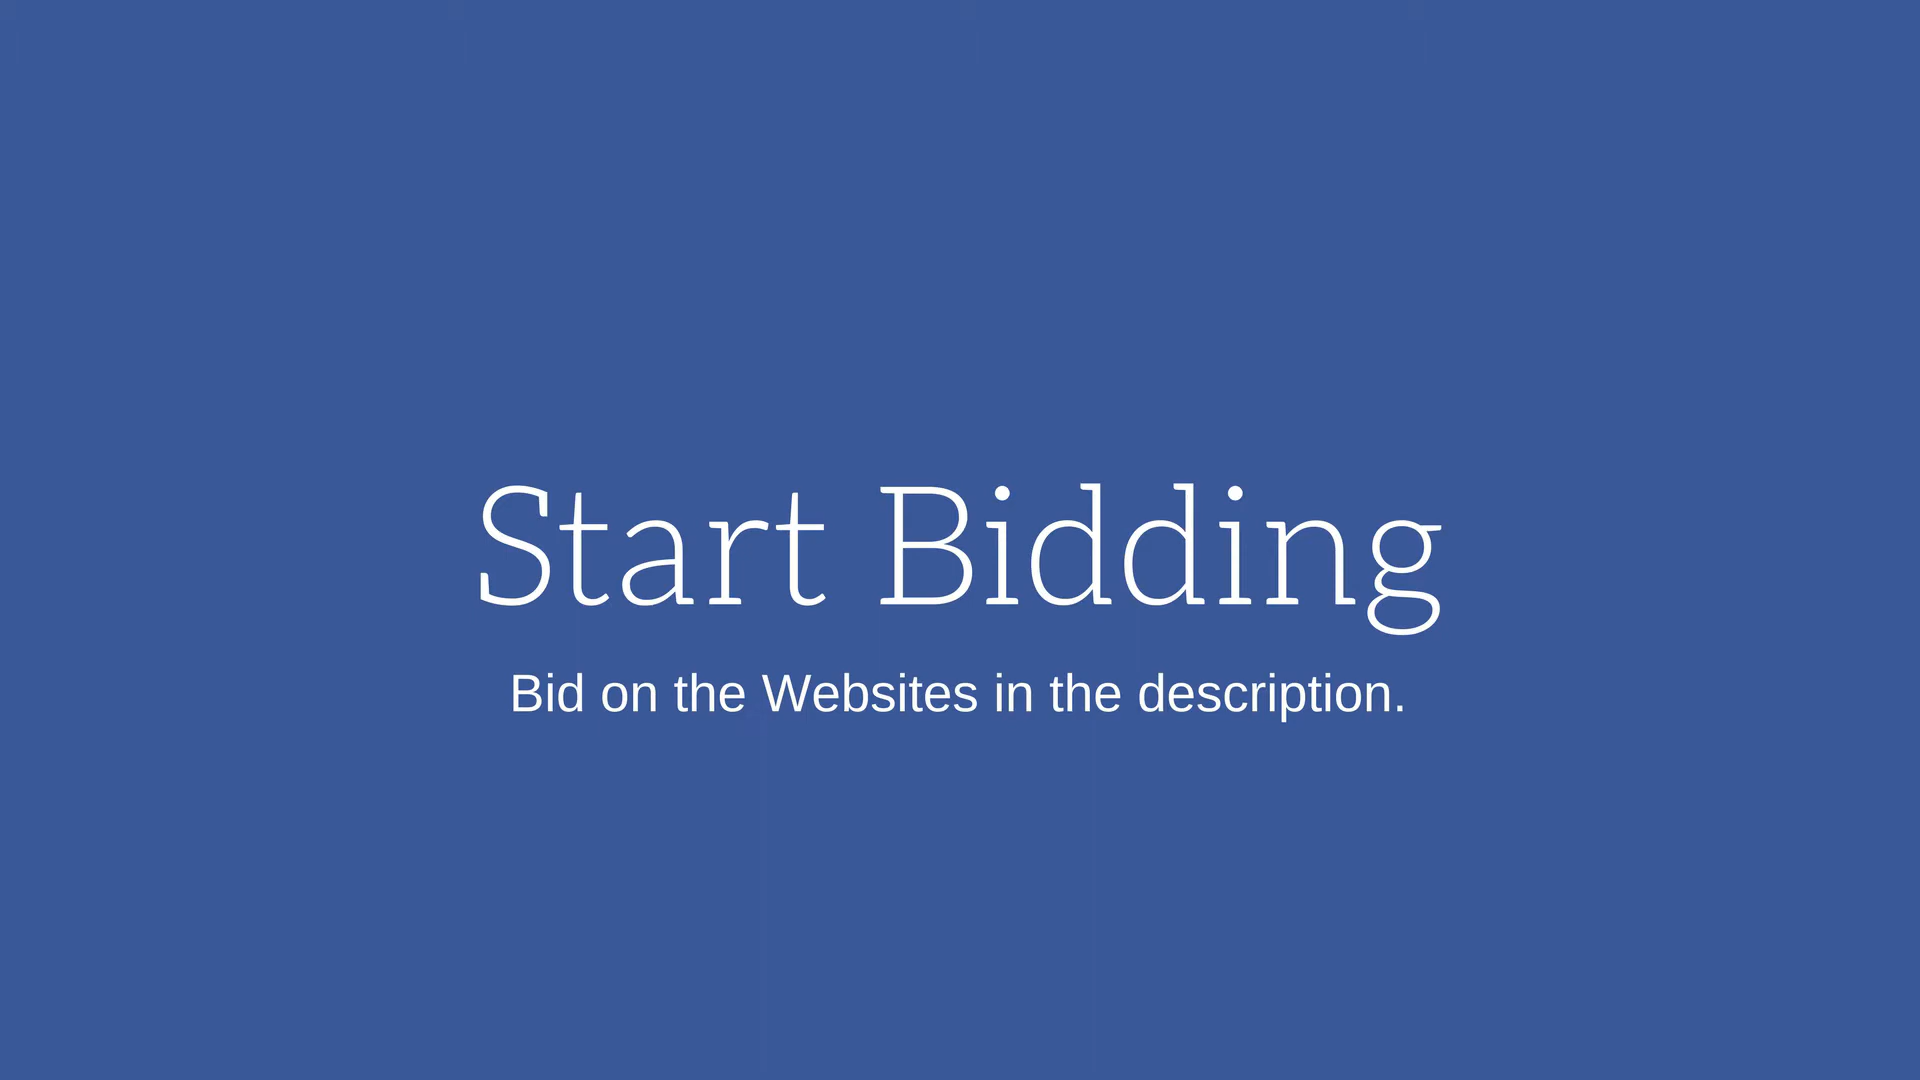 Start Bidding
Bid on the Websites in the description.